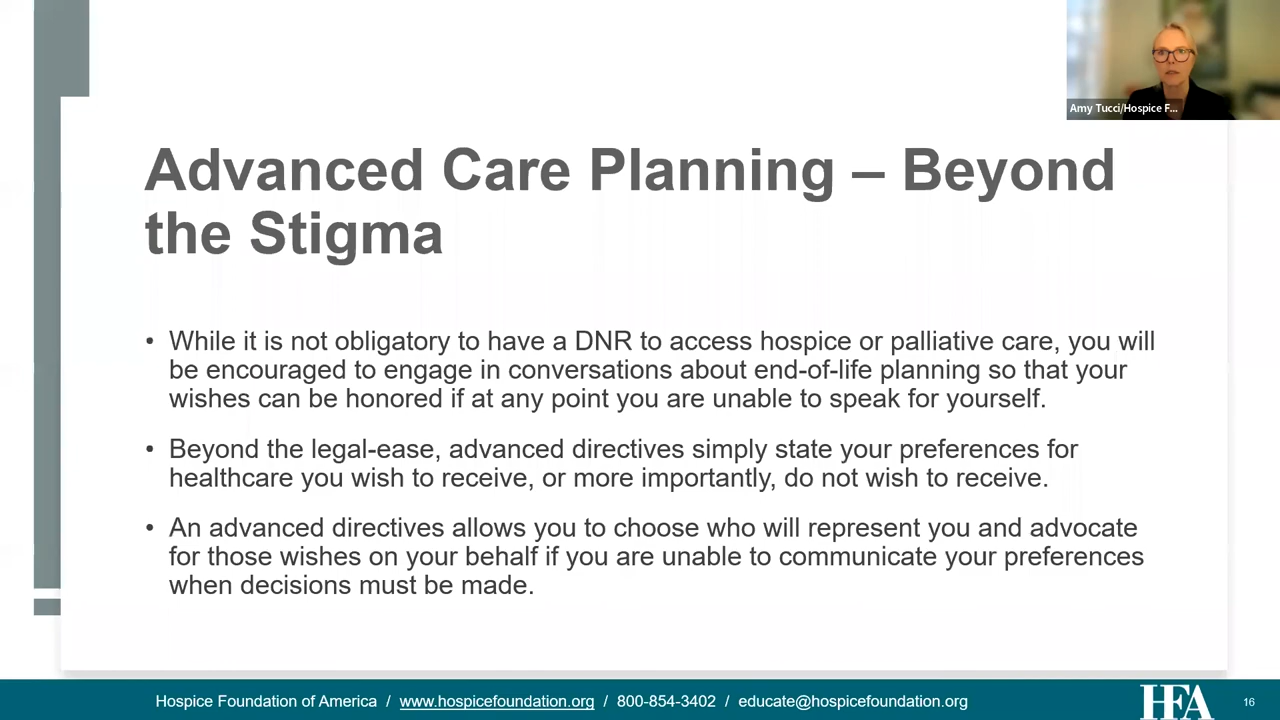 Amy Tucci/Hospice F...
Advanced Care Planning – Beyond
the Stigma
• While it is not obligatory to have a DNR to access hospice or palliative care, you will
be encouraged to engage in conversations about end-of-life planning so that your
wishes can be honored if at any point you are unable to speak for yourself.
• Beyond the legal-ease, advanced directives simply state your preferences for
healthcare you wish to receive, or more importantly, do not wish to receive.
• An advanced directives allows you to choose who will represent you and advocate
for those wishes on your behalf if you are unable to communicate your preferences
when decisions must be made.
Hospice Foundation of America / www.hospicefoundation.org / 800-854-3402 / educate@hospicefoundation.org
HFA
16